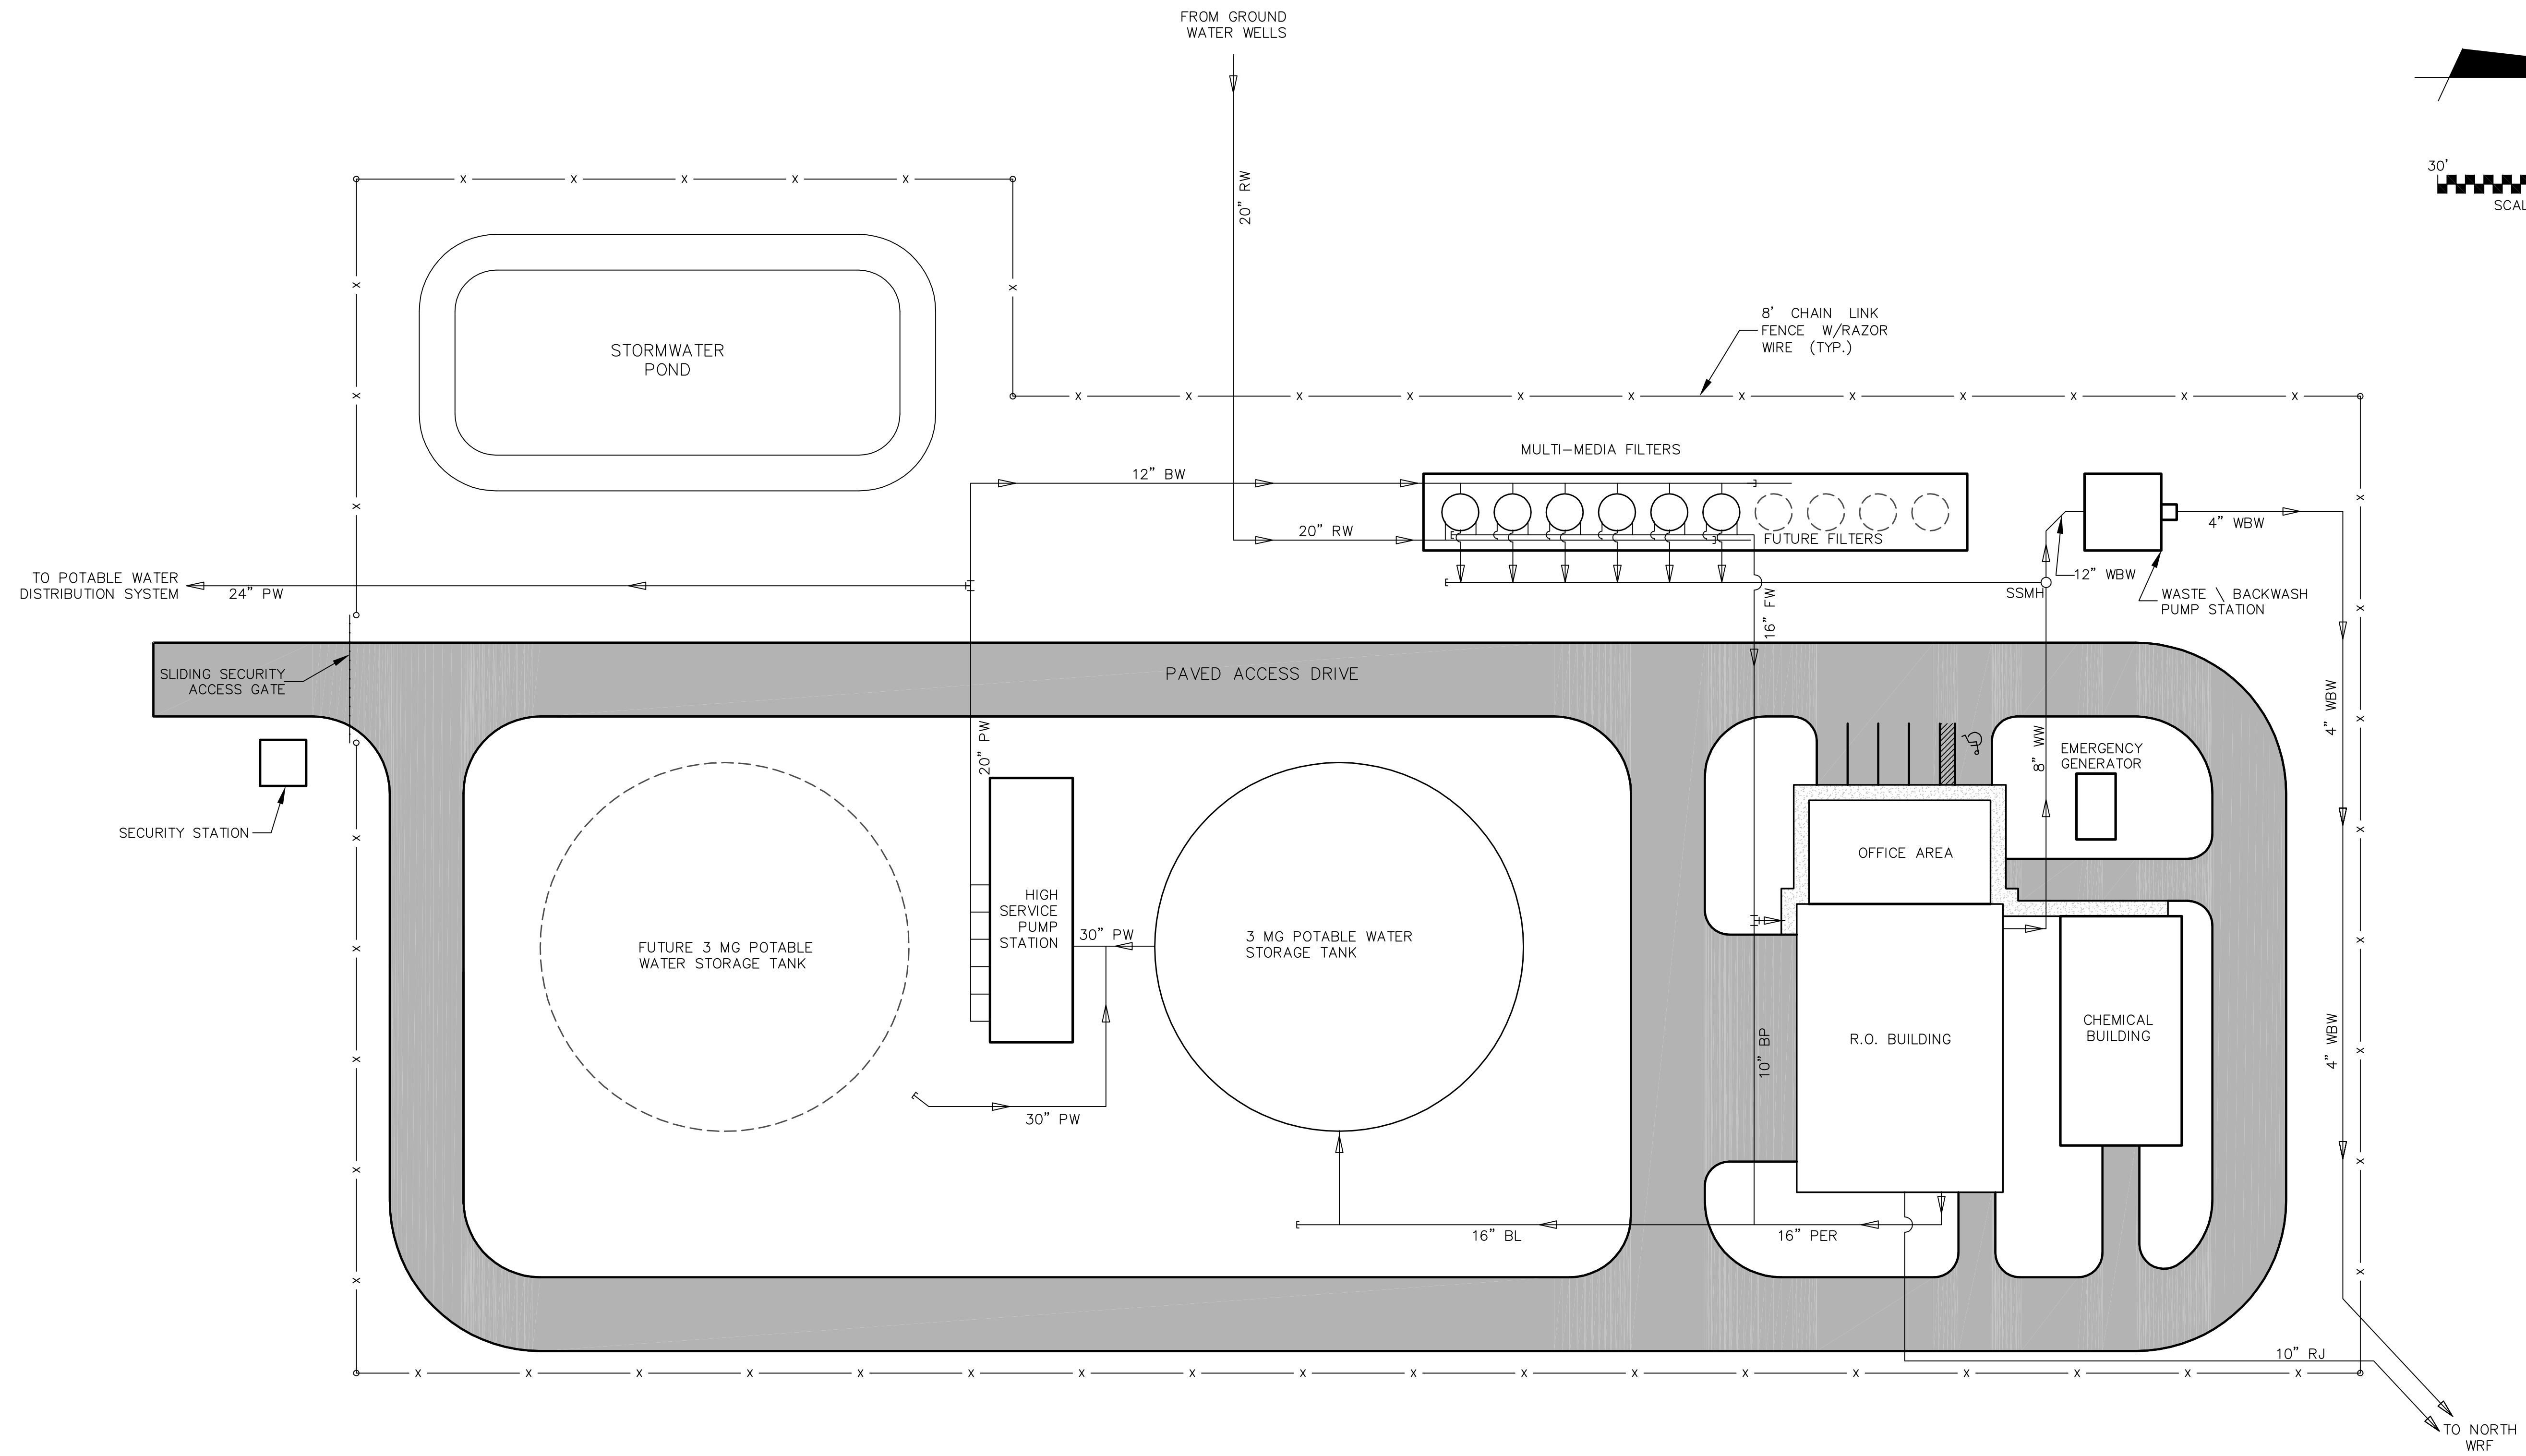 FROM GROUND
WATER WELLS
30'
SCAL
20" RW
8' CHAIN LINK
FENCE W/RAZOR
WIRE (TYP.)
STORMWATER
POND
MULTI-MEDIA FILTERS
12" BW
20" RW
FUTURE FILTERS
4" WBW
12" WBW
SSMH
WASTE \ BACKWASH
PUMP STATION
TO POTABLE WATER
DISTRIBUTION SYSTEM
24" PW
16" FW
SLIDING SECURITY
ACCESS GATE
PAVED ACCESS DRIVE
4" WBW
20" PW
8" WW
EMERGENCY
GENERATOR
SECURITY STATION
OFFICE AREA
HIGH
SERVICE
PUMP
STATION
30" PW
3 MG POTABLE WATER
STORAGE TANK
FUTURE 3 MG POTABLE
WATER STORAGE TANK
10" BP
R.O. BUILDING
CHEMICAL
BUILDING
4" WBW
30" PW
16" BL
16" PER
10" RJ
TO NORTH
WRF